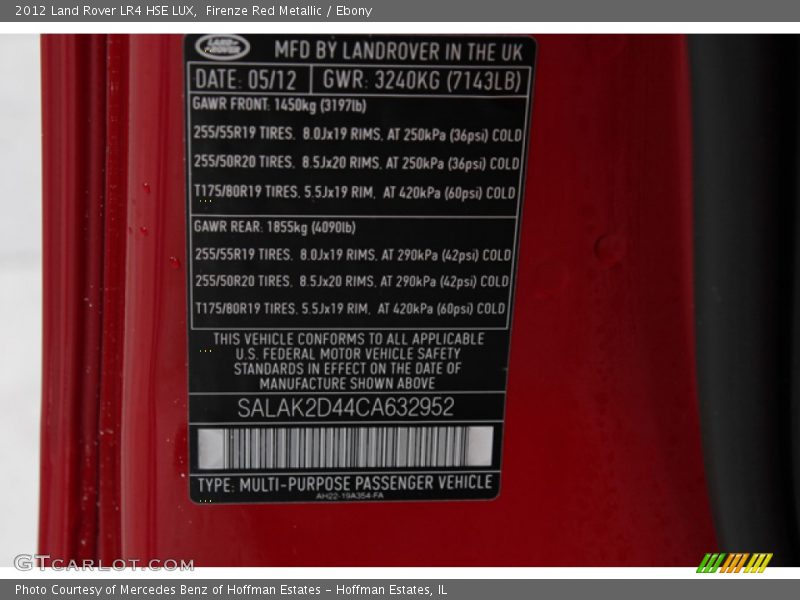 2012 Land Rover LR4 HSE LUX,  Firenze Red Metallic / Ebony
LAND ROVER
MFD BY LANDROVER IN THE UK
DATE: 05/12
GWR: 3240KG (7143LB)
GAWR FRONT: 1450kg (3197lb)
255/55R19 TIRES, 8.0Jx19 RIMS, AT 250kPa (36psi) COLD
255/50R20 TIRES, 8.5Jx20 RIMS, AT 250kPa (36psi) COLD
T175/80R19 TIRES, 5.5Jx19 RIM, AT 420kPa (60psi) COLD
GAWR REAR: 1855kg (4090lb)
255/55R19 TIRES, 8.0Jx19 RIMS, AT 290kPa (42psi) COLD
255/50R20 TIRES, 8.5Jx20 RIMS, AT 290kPa (42psi) COLD
T175/80R19 TIRES, 5.5Jx19 RIM, AT 420kPa (60psi) COLD
THIS VEHICLE CONFORMS TO ALL APPLICABLE
U.S. FEDERAL MOTOR VEHICLE SAFETY
STANDARDS IN EFFECT ON THE DATE OF
MANUFACTURE SHOWN ABOVE
SALAK2D44CA632952
TYPE: MULTI-PURPOSE PASSENGER VEHICLE
AH22-19A354-FA
GTCARLOT.COM
Photo Courtesy of Mercedes Benz of Hoffman Estates - Hoffman Estates, IL